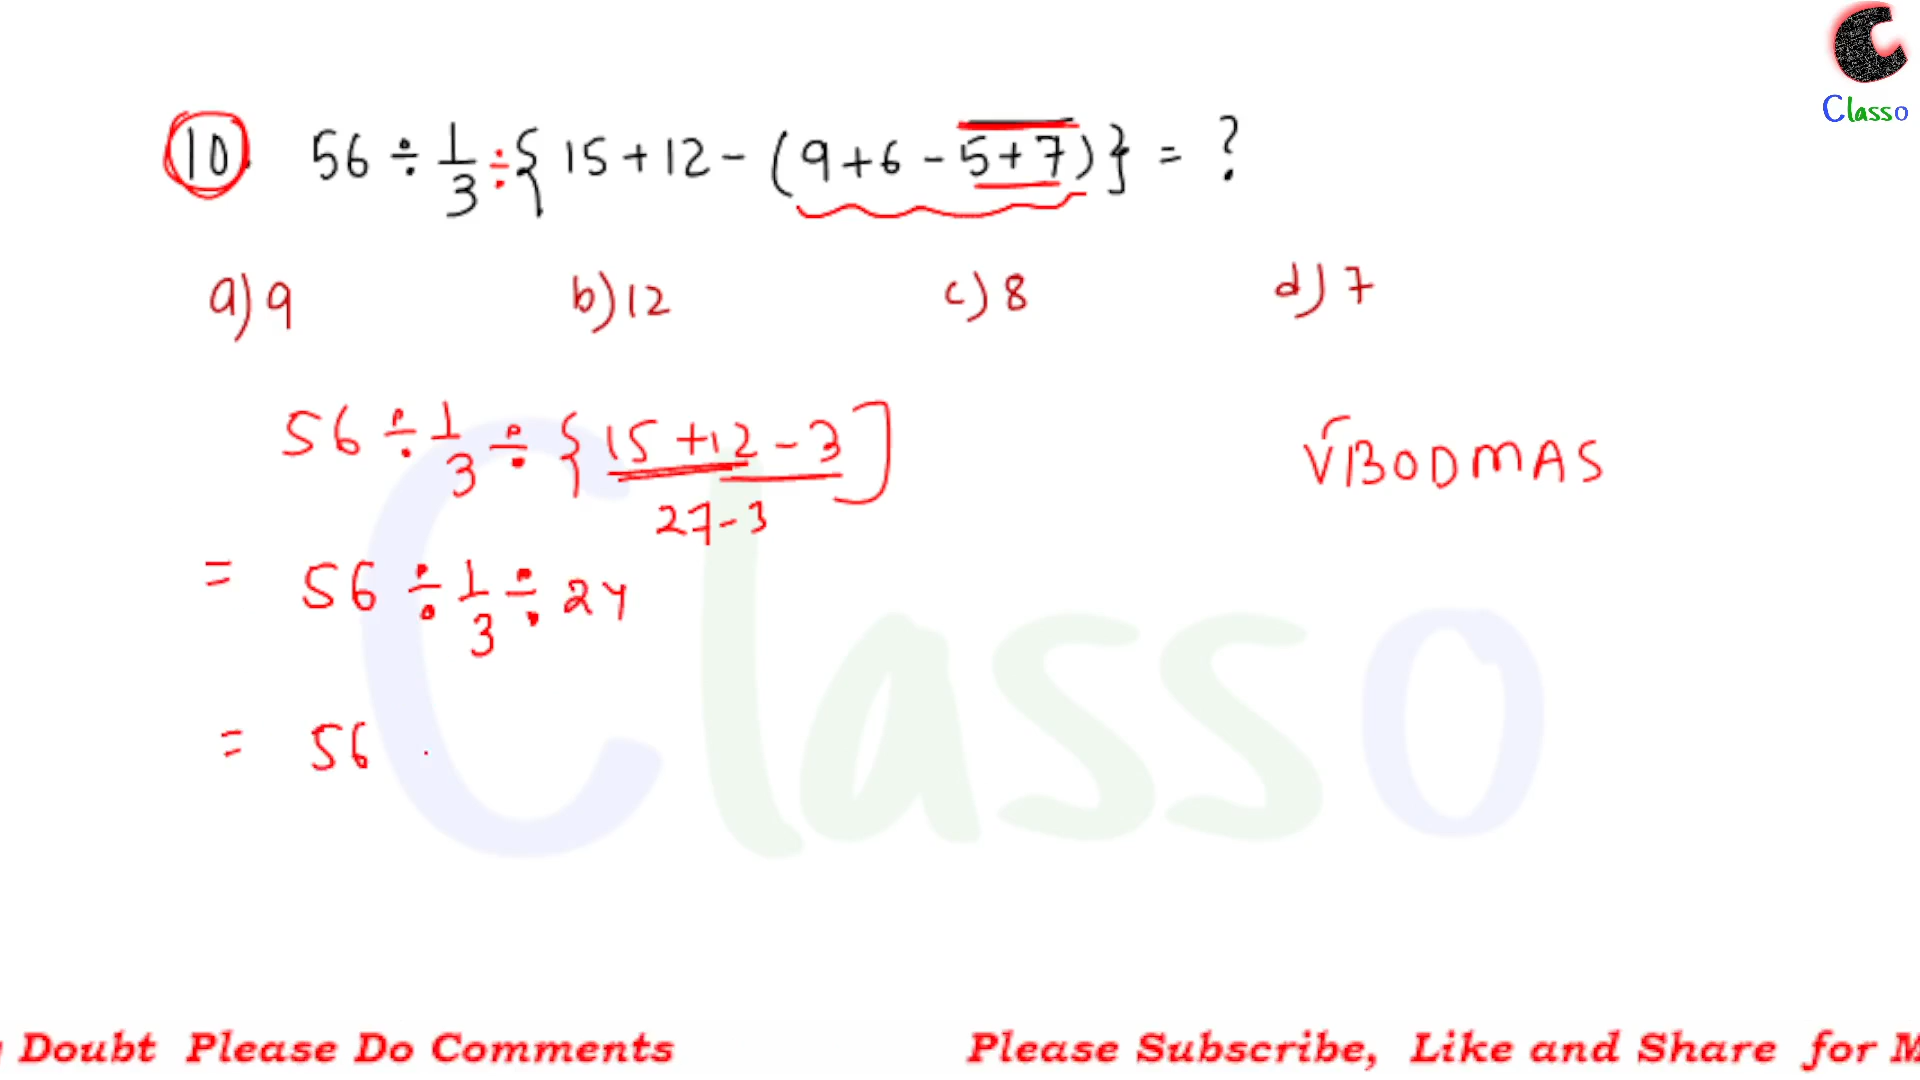 Classo
10. 56 ÷ 1/3 ÷ { 15 + 12 - (9 + 6 - 5 + 7) } = ?
a) 9 b) 12 c) 8 d) 7
56 ÷ 1/3 ÷ { 15 + 12 - 3 ]
VBODMAS
27 - 3
= 56 ÷ 1/3 ÷ 24
= 56
Classo
Doubt Please Do Comments Please Subscribe, Like and Share for M